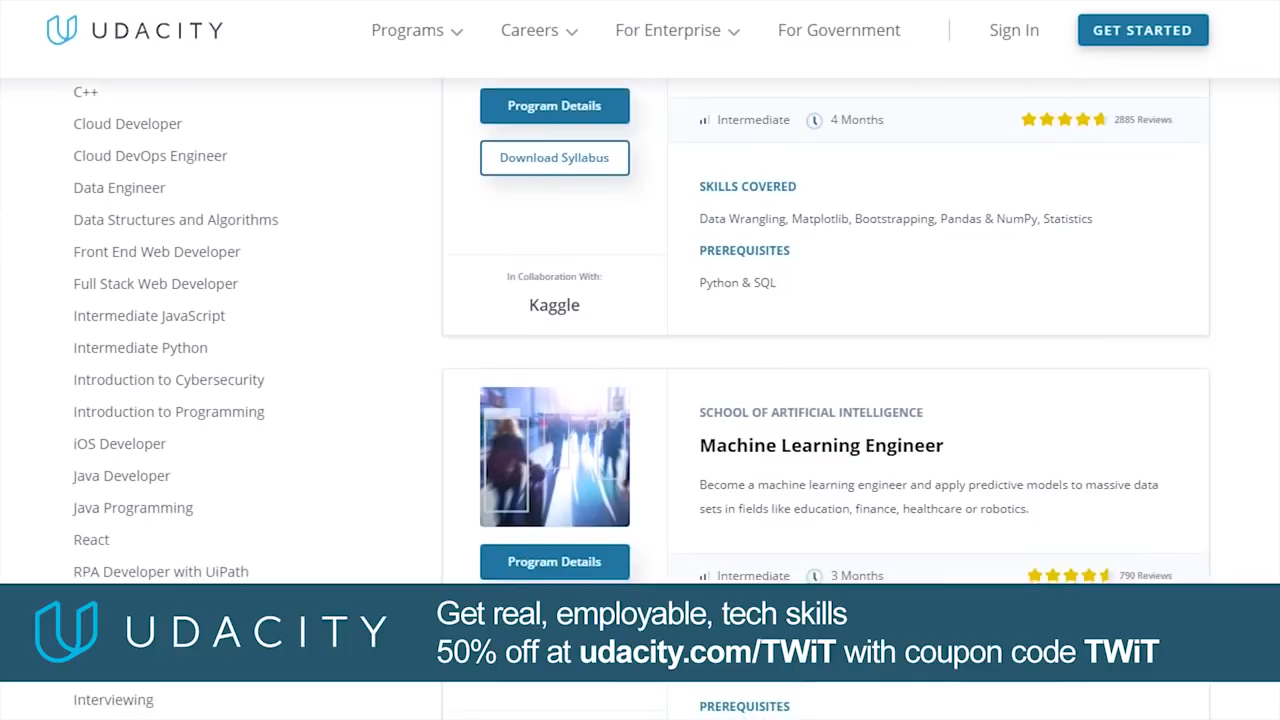 UDACITY
Programs
Careers
For Enterprise
For Government
Sign In
GET STARTED
C++
Cloud Developer
Cloud DevOps Engineer
Data Engineer
Data Structures and Algorithms
Front End Web Developer
Full Stack Web Developer
Intermediate JavaScript
Intermediate Python
Introduction to Cybersecurity
Introduction to Programming
iOS Developer
Java Developer
Java Programming
React
RPA Developer with UiPath
Interviewing
Program Details
Download Syllabus
In Collaboration With:
Kaggle
Intermediate
4 Months
2885 Reviews
SKILLS COVERED
Data Wrangling, Matplotlib, Bootstrapping, Pandas & NumPy, Statistics
PREREQUISITES
Python & SQL
SCHOOL OF ARTIFICIAL INTELLIGENCE
Machine Learning Engineer
Become a machine learning engineer and apply predictive models to massive data
sets in fields like education, finance, healthcare or robotics.
Program Details
Intermediate
3 Months
790 Reviews
PREREQUISITES
UDACITY
Get real, employable, tech skills
50% off at udacity.com/TWiT with coupon code TWiT